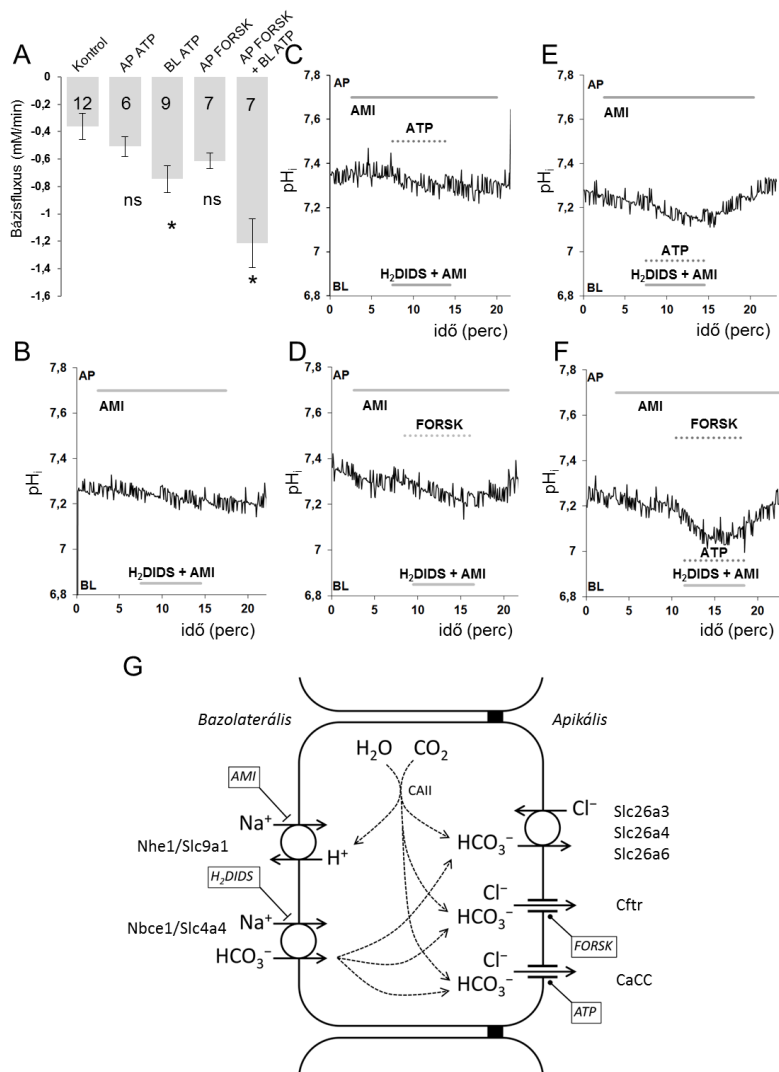 A
Kontrol
AP ATP
BL ATP
AP FORSK
AP FORSK
+ BL ATP
Bázisfluxus (mM/min)
0
-0,2
-0,4
-0,6
-0,8
-1
-1,2
-1,4
-1,6
12
6
9
7
7
ns
*
ns
*
B
pHi
7,8
7,6
7,4
7,2
7
6,8
AP
AMI
H2DIDS + AMI
BL
0 5 10 15 20
idő (perc)
C
pHi
7,8
7,6
7,4
7,2
7
6,8
AP
AMI
ATP
H2DIDS + AMI
BL
0 5 10 15 20
idő (perc)
D
pHi
7,8
7,6
7,4
7,2
7
6,8
AP
AMI
FORSK
H2DIDS + AMI
BL
0 5 10 15 20
idő (perc)
E
pHi
7,8
7,6
7,4
7,2
7
6,8
AP
AMI
ATP
H2DIDS + AMI
BL
0 5 10 15 20
idő (perc)
F
pHi
7,8
7,6
7,4
7,2
7
6,8
AP
AMI
FORSK
ATP
H2DIDS + AMI
BL
0 5 10 15 20
idő (perc)
G
Bazolaterális
Apikális
H2O CO2
CAII
AMI
Na+
H+
Nhe1/Slc9a1
H2DIDS
Na+
Nbce1/Slc4a4
HCO3−
Cl−
HCO3−
Slc26a3
Slc26a4
Slc26a6
Cl−
HCO3−
Cftr
FORSK
Cl−
HCO3−
CaCC
ATP